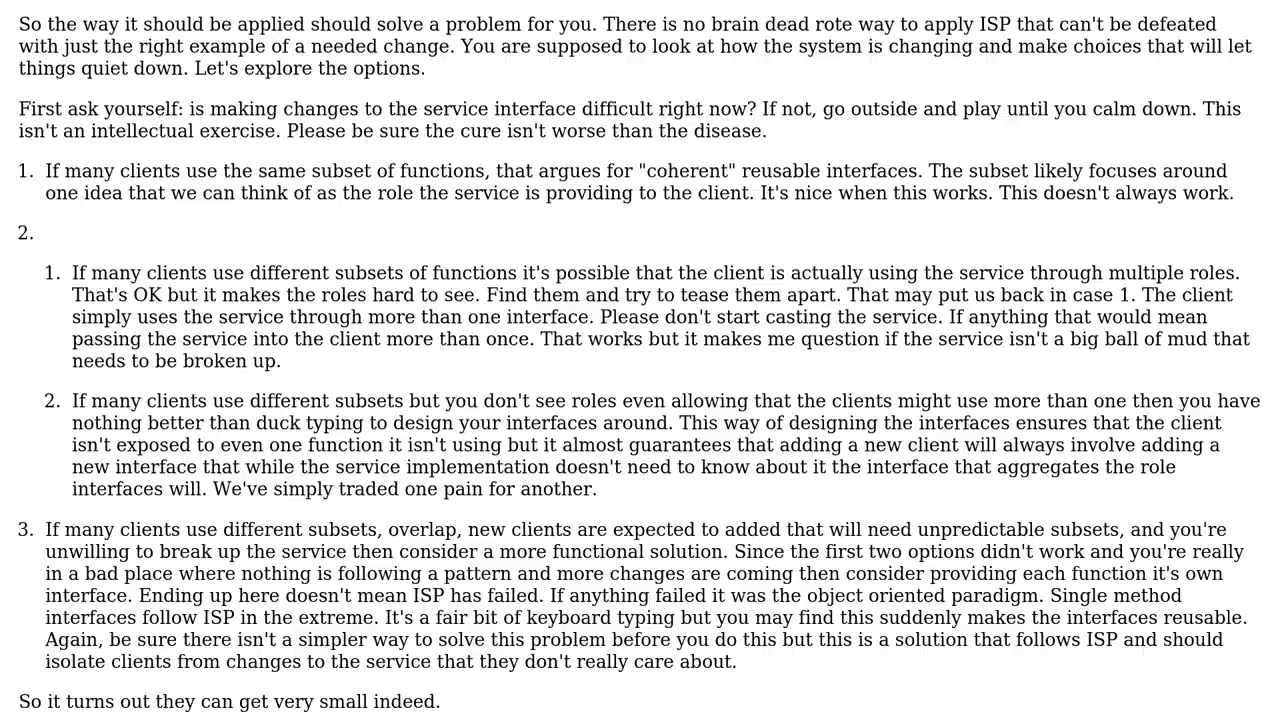 So the way it should be applied should solve a problem for you. There is no brain dead rote way to apply ISP that can't be defeated
with just the right example of a needed change. You are supposed to look at how the system is changing and make choices that will let
things quiet down. Let's explore the options.
First ask yourself: is making changes to the service interface difficult right now? If not, go outside and play until you calm down. This
isn't an intellectual exercise. Please be sure the cure isn't worse than the disease.
1. If many clients use the same subset of functions, that argues for "coherent" reusable interfaces. The subset likely focuses around
one idea that we can think of as the role the service is providing to the client. It's nice when this works. This doesn't always work.
2.
1. If many clients use different subsets of functions it's possible that the client is actually using the service through multiple roles.
That's OK but it makes the roles hard to see. Find them and try to tease them apart. That may put us back in case 1. The client
simply uses the service through more than one interface. Please don't start casting the service. If anything that would mean
passing the service into the client more than once. That works but it makes me question if the service isn't a big ball of mud that
needs to be broken up.
2. If many clients use different subsets but you don't see roles even allowing that the clients might use more than one then you have
nothing better than duck typing to design your interfaces around. This way of designing the interfaces ensures that the client
isn't exposed to even one function it isn't using but it almost guarantees that adding a new client will always involve adding a
new interface that while the service implementation doesn't need to know about it the interface that aggregates the role
interfaces will. We've simply traded one pain for another.
3. If many clients use different subsets, overlap, new clients are expected to added that will need unpredictable subsets, and you're
unwilling to break up the service then consider a more functional solution. Since the first two options didn't work and you're really
in a bad place where nothing is following a pattern and more changes are coming then consider providing each function it's own
interface. Ending up here doesn't mean ISP has failed. If anything failed it was the object oriented paradigm. Single method
interfaces follow ISP in the extreme. It's a fair bit of keyboard typing but you may find this suddenly makes the interfaces reusable.
Again, be sure there isn't a simpler way to solve this problem before you do this but this is a solution that follows ISP and should
isolate clients from changes to the service that they don't really care about.
So it turns out they can get very small indeed.